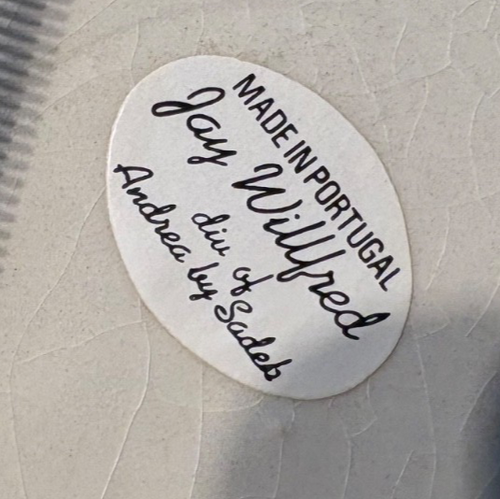 MADE IN PORTUGAL
Jay Willfred
div of
Andrea by Sadek